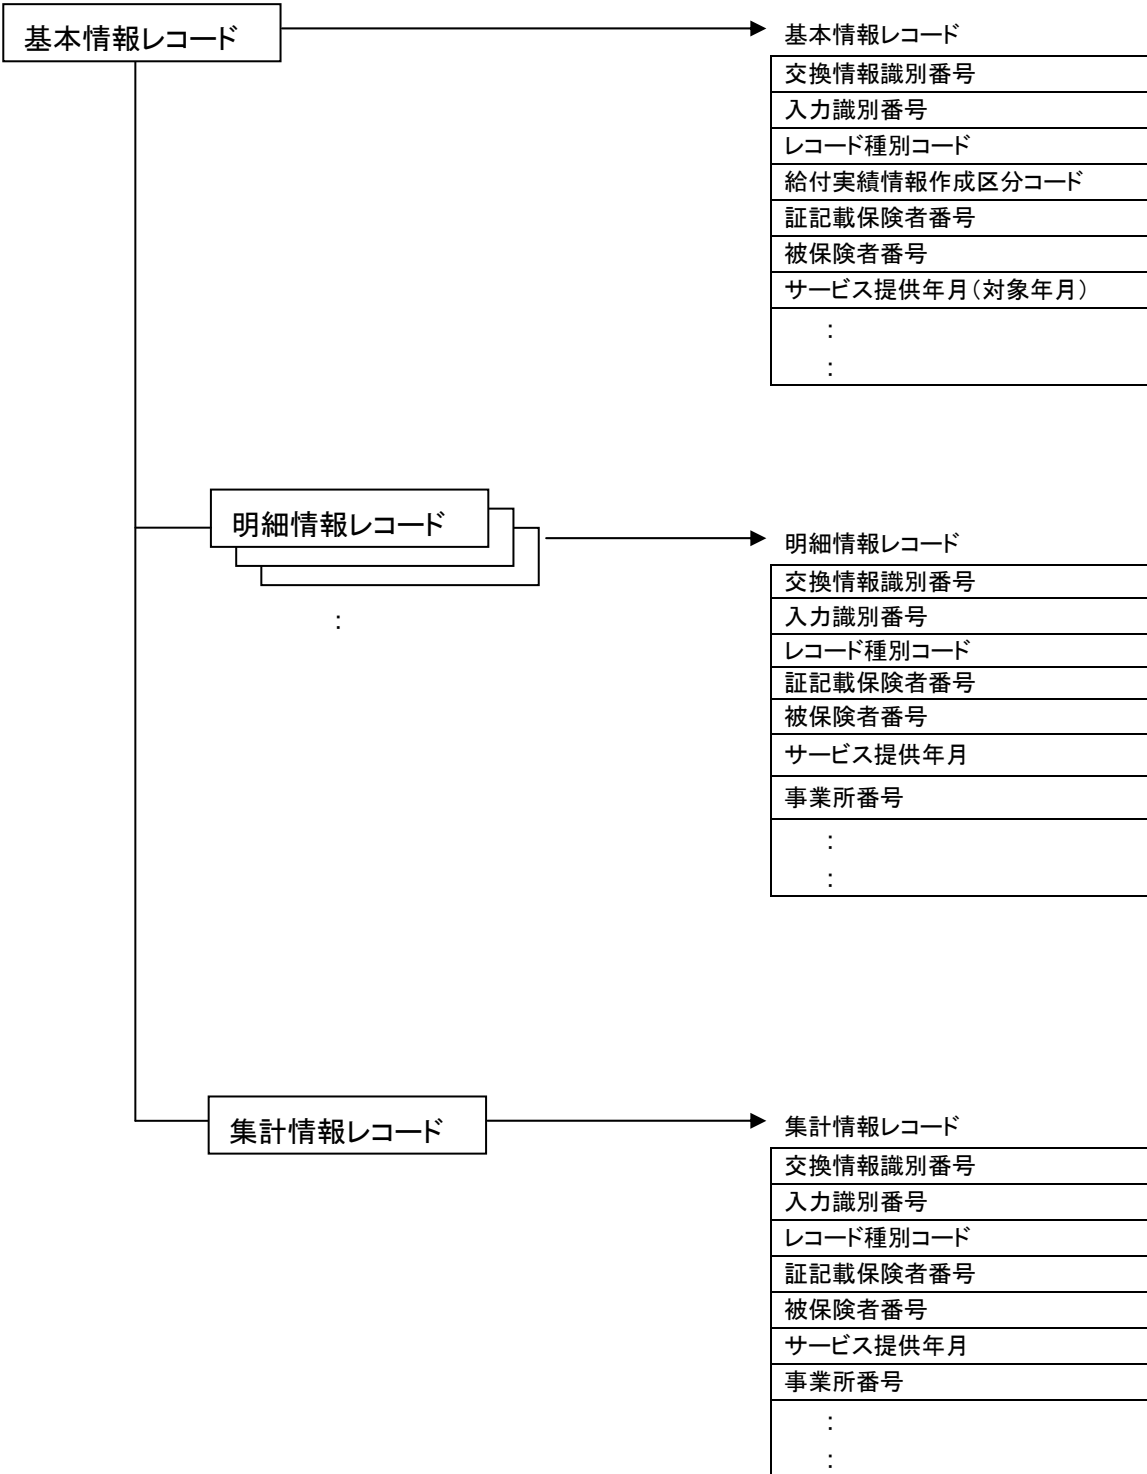 基本情報レコード
基本情報レコード
交換情報識別番号
入力識別番号
レコード種別コード
給付実績情報作成区分コード
証記載保険者番号
被保険者番号
サービス提供年月(対象年月)
:
:
明細情報レコード
:
明細情報レコード
交換情報識別番号
入力識別番号
レコード種別コード
証記載保険者番号
被保険者番号
サービス提供年月
事業所番号
:
:
集計情報レコード
集計情報レコード
交換情報識別番号
入力識別番号
レコード種別コード
証記載保険者番号
被保険者番号
サービス提供年月
事業所番号
:
: